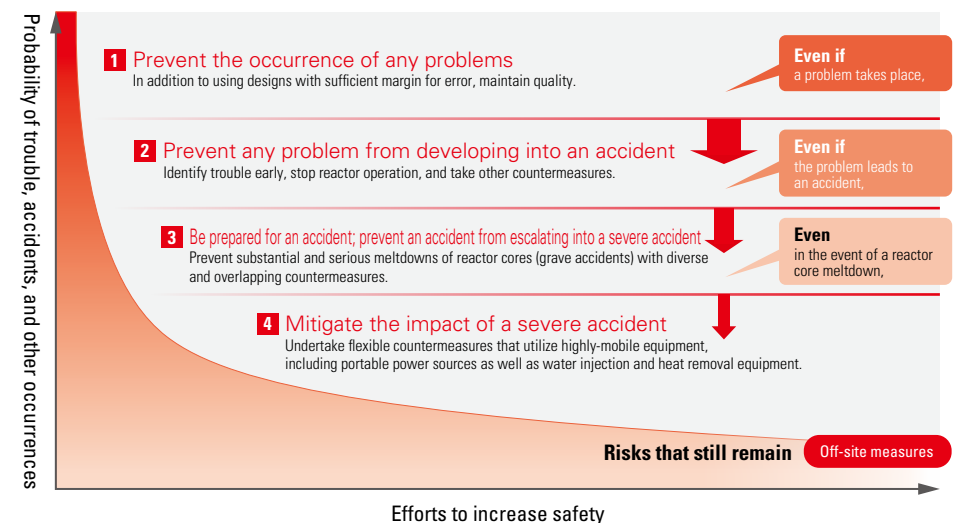 Probability of trouble, accidents, and other occurrences
1 Prevent the occurrence of any problems
In addition to using designs with sufficient margin for error, maintain quality.
Even if
a problem takes place,
2 Prevent any problem from developing into an accident
Identify trouble early, stop reactor operation, and take other countermeasures.
Even if
the problem leads to
an accident,
3 Be prepared for an accident; prevent an accident from escalating into a severe accident
Prevent substantial and serious meltdowns of reactor cores (grave accidents) with diverse
and overlapping countermeasures.
Even
in the event of a reactor
core meltdown,
4 Mitigate the impact of a severe accident
Undertake flexible countermeasures that utilize highly-mobile equipment,
including portable power sources as well as water injection and heat removal equipment.
Risks that still remain
Off-site measures
Efforts to increase safety